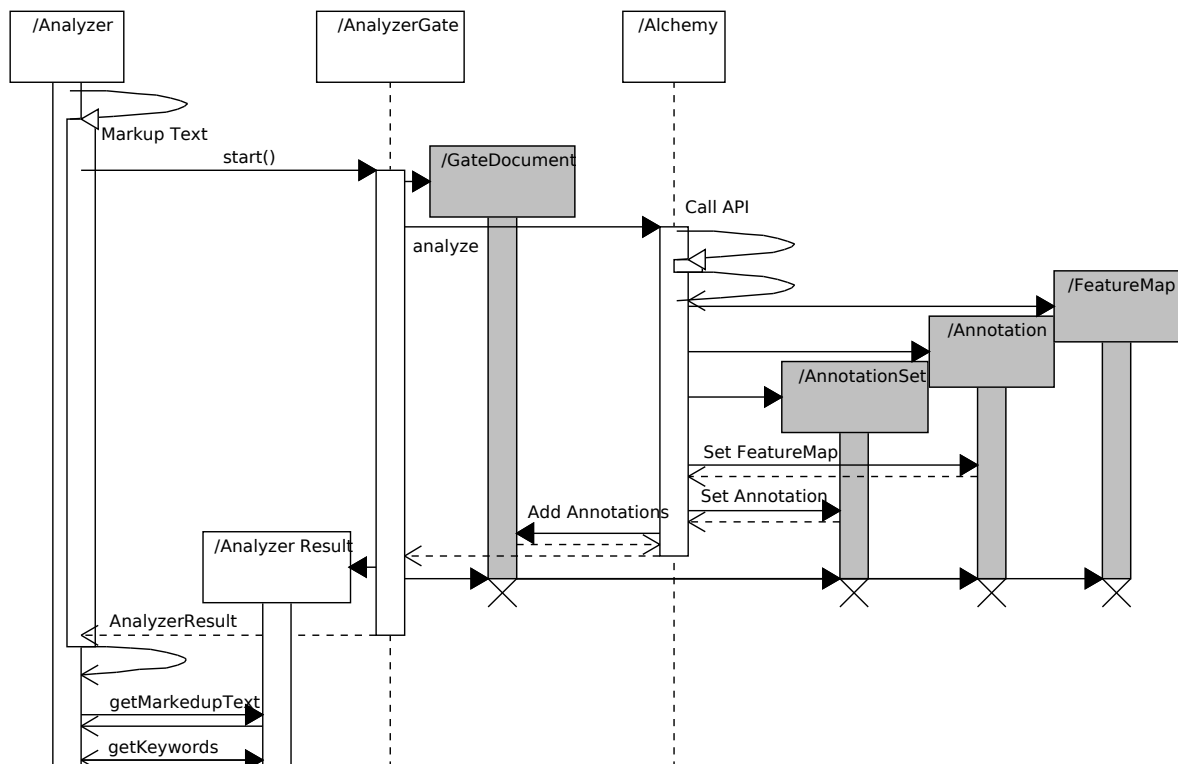 /Analyzer
/AnalyzerGate
/Alchemy
Markup Text
start()
/GateDocument
Call API
analyze
/FeatureMap
/Annotation
/AnnotationSet
Set FeatureMap
Set Annotation
Add Annotations
/Analyzer Result
AnalyzerResult
getMarkedupText
getKeywords